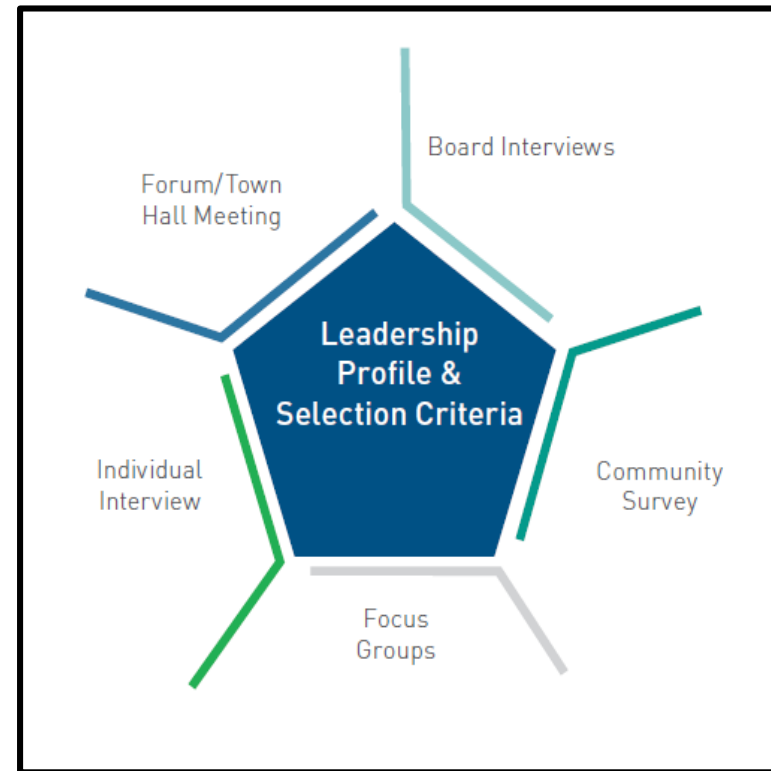 Board Interviews
Forum/Town
Hall Meeting
Leadership
Profile &
Selection Criteria
Individual
Interview
Community
Survey
Focus
Groups